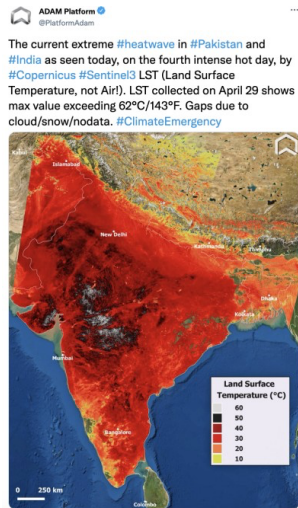 ADAM Platform
@PlatformAdam
The current extreme #heatwave in #Pakistan and
#India as seen today, on the fourth intense hot day, by
#Copernicus #Sentinel3 LST (Land Surface
Temperature, not Air!). LST collected on April 29 shows
max value exceeding 62°C/143°F. Gaps due to
cloud/snow/nodata. #ClimateEmergency
Kabul
Islamabad
New Delhi
Kathmandu
Thimphu
Dhaka
Kolkata
Mumbai
Bangalore
Colombo
Land Surface
Temperature (°C)
60
50
40
30
20
10
0 250 km